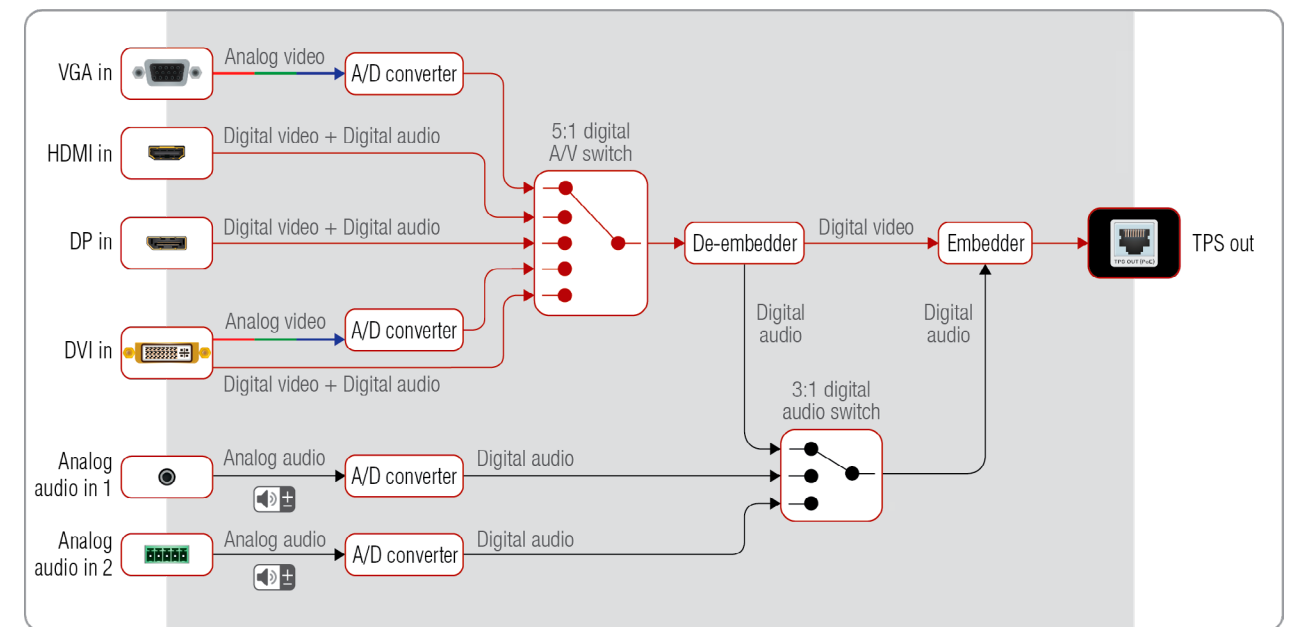 VGA in
Analog video
A/D converter
HDMI in
Digital video + Digital audio
5:1 digital
A/V switch
DP in
Digital video + Digital audio
De-embedder
Digital video
Embedder
TPS OUT (PoE)
TPS out
DVI in
Analog video
A/D converter
Digital video + Digital audio
Digital
audio
Digital
audio
3:1 digital
audio switch
Analog
audio in 1
Analog audio
A/D converter
Digital audio
Analog
audio in 2
Analog audio
A/D converter
Digital audio